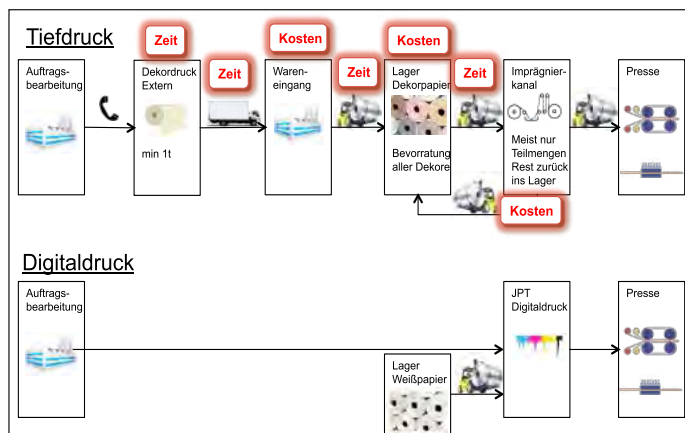 Tiefdruck
Zeit
Kosten
Kosten
Auftrags-
bearbeitung
Dekordruck
Extern
min 1t
Zeit
Waren-
eingang
Zeit
Lager
Dekorpapier
Bevorratung
aller Dekore
Zeit
Imprägnier-
kanal
Meist nur
Teilmengen
Rest zurück
ins Lager
Kosten
Presse
Digitaldruck
Auftrags-
bearbeitung
Lager
Weißpapier
JPT
Digitaldruck
Presse